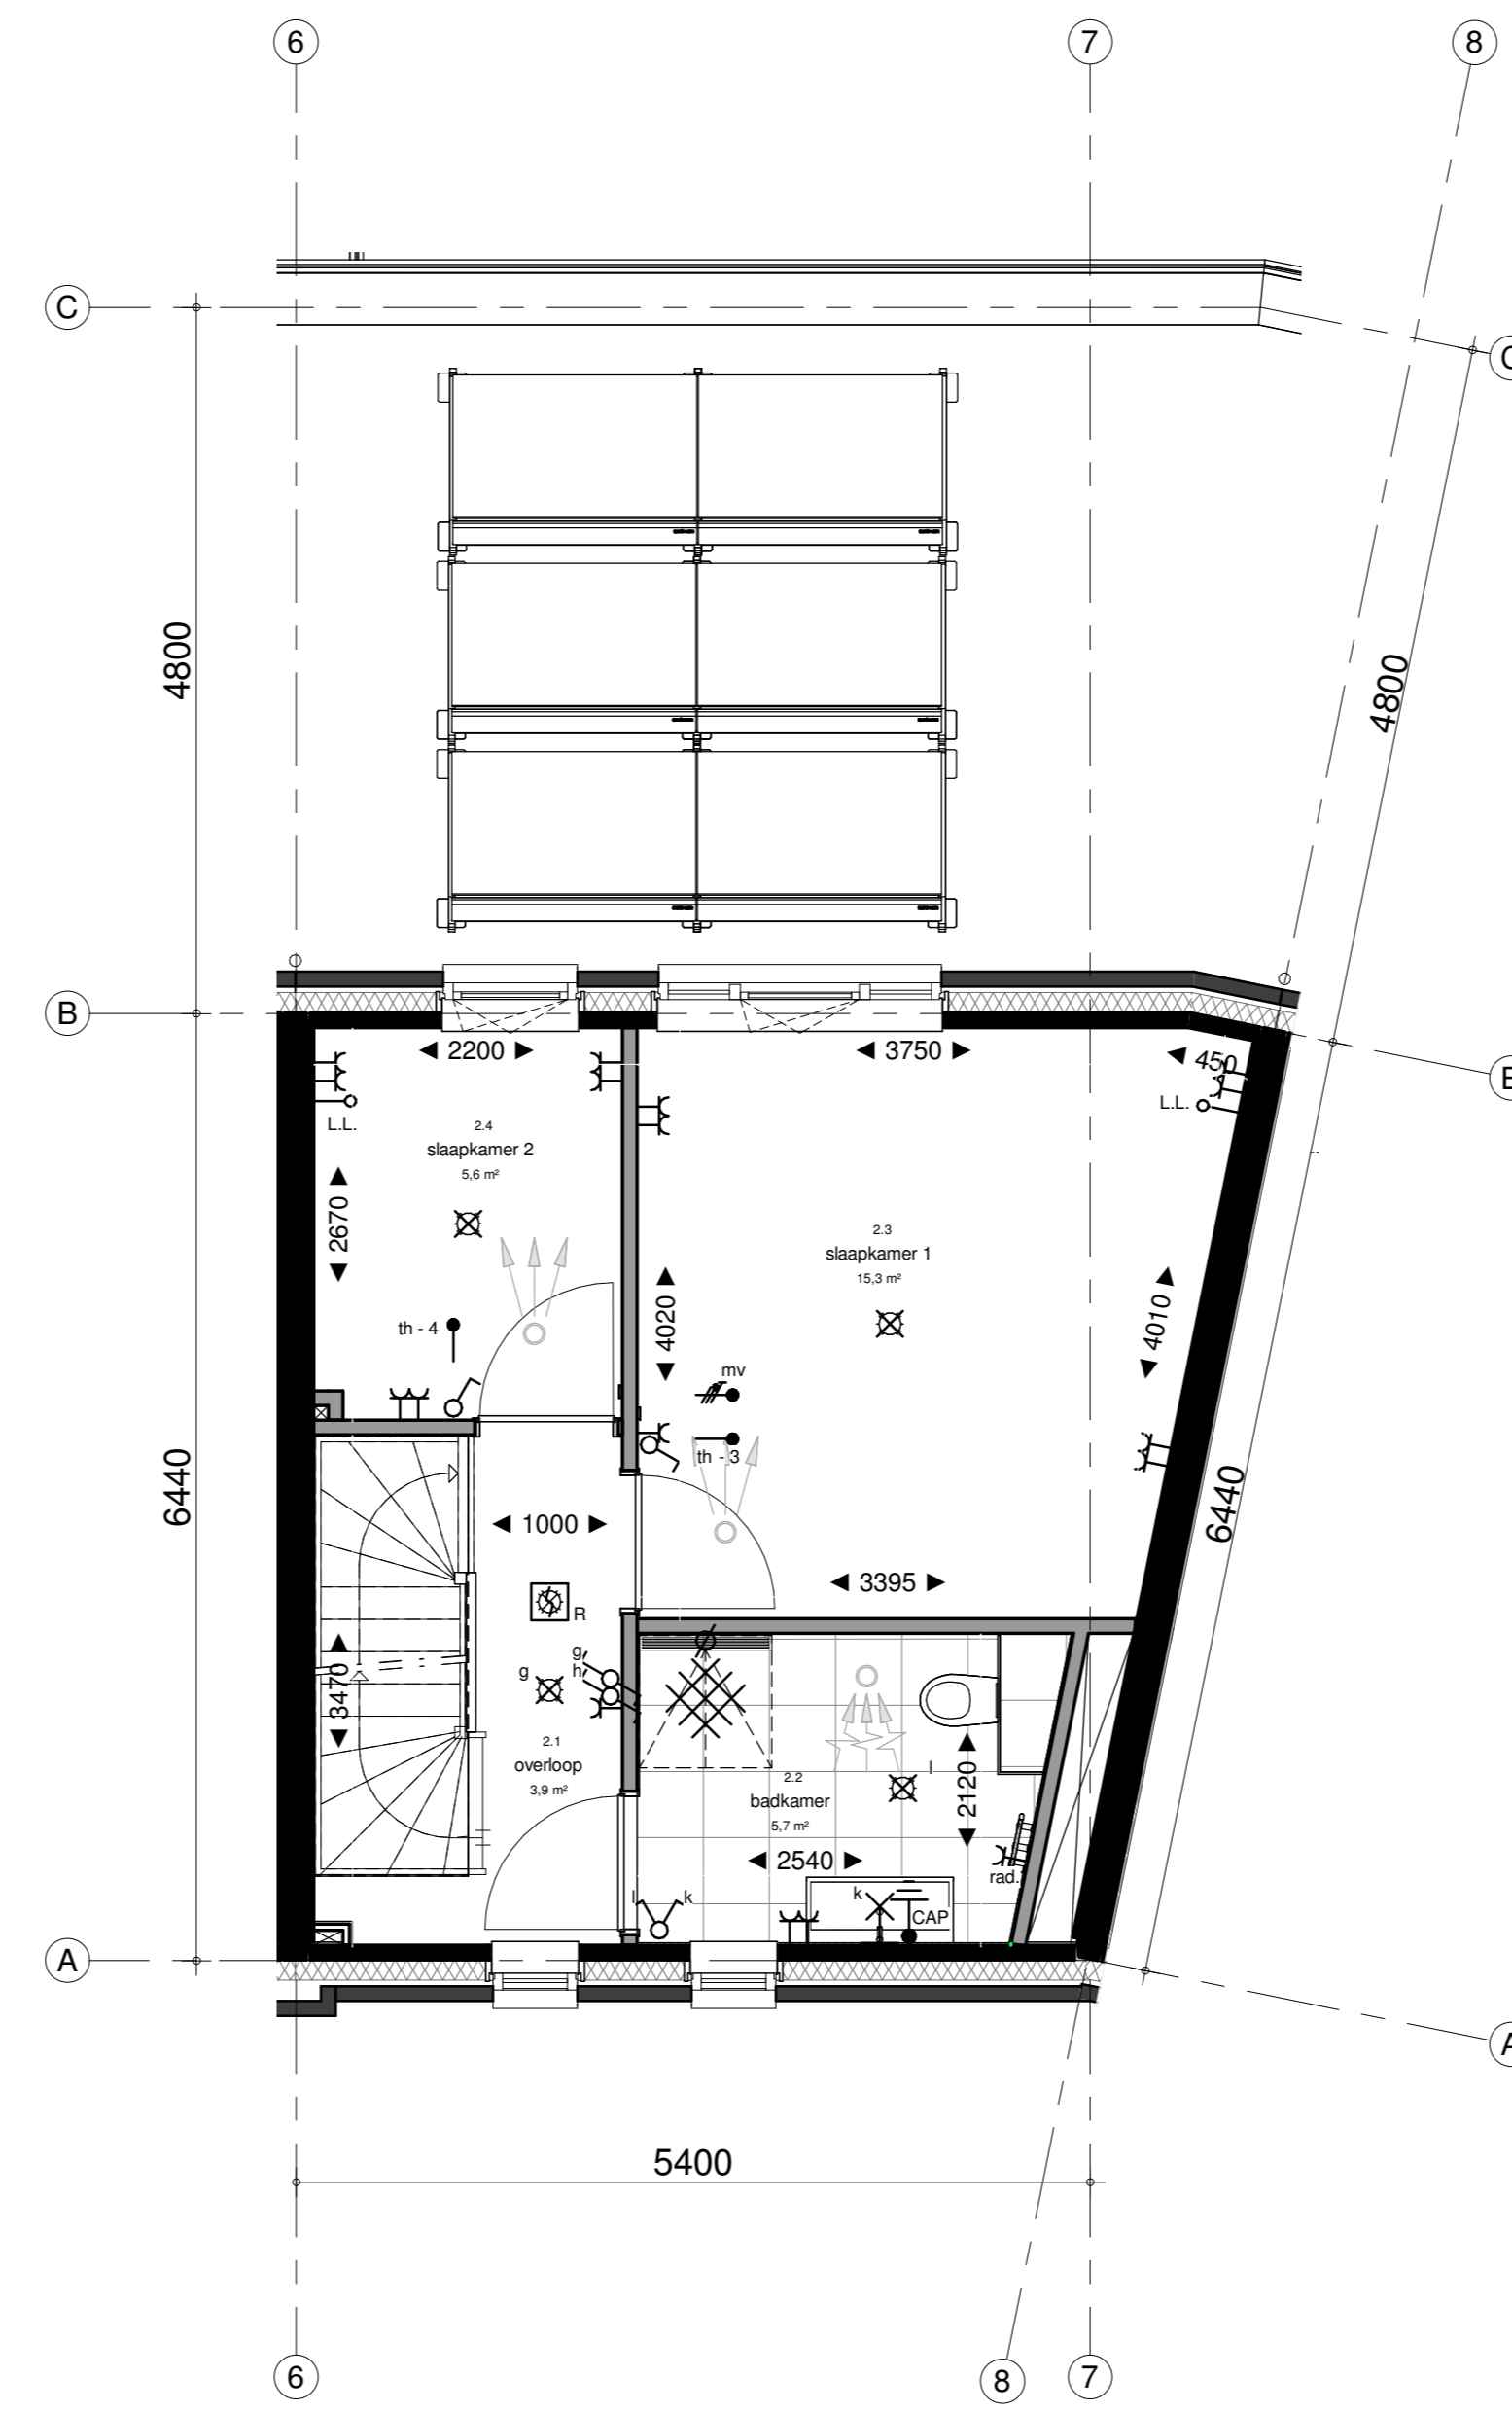 6
7
8
C
C
4800
4800
B
2200
3750
450
L.L.
L.L.
2.4
slaapkamer 2
5,6 m²
2670
2.3
slaapkamer 1
15,3 m²
4020
4010
th - 4
mv
th - 3
6440
6440
1000
3395
R
g
g
h
3470
2.1
overloop
3,9 m²
l
2.2
badkamer
5,7 m²
2120
2540
rad.
l
k
k
CAP
A
5400
6
8
7